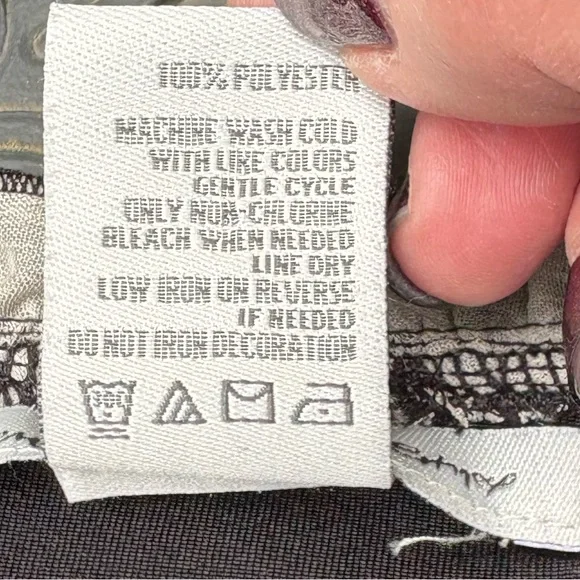 100% POLYESTER
MACHINE WASH COLD
WITH LIKE COLORS
GENTLE CYCLE
ONLY NON-CHLORINE
BLEACH WHEN NEEDED
LINE DRY
LOW IRON ON REVERSE
IF NEEDED
DO NOT IRON DECORATION
30C